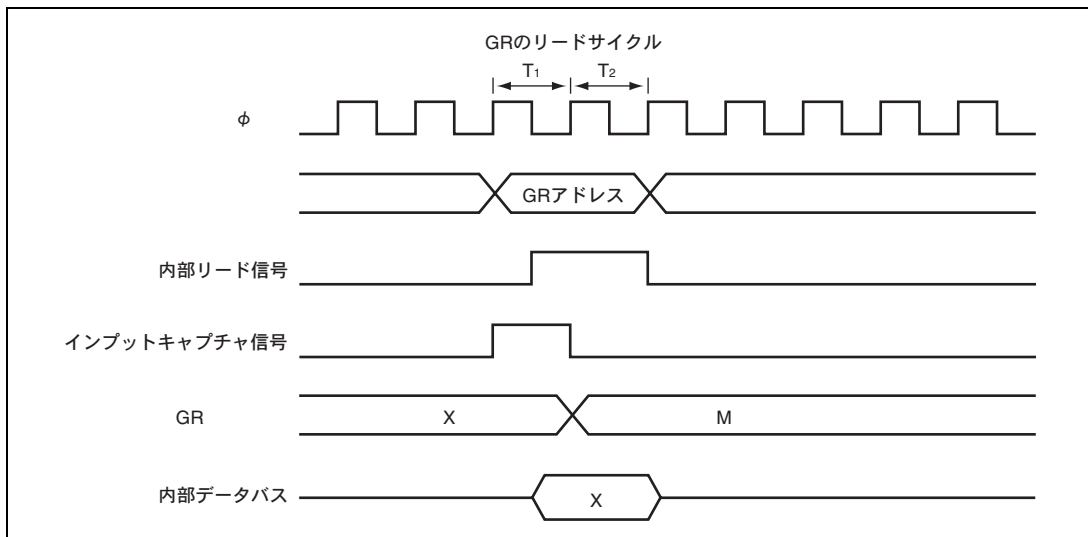 GRのリードサイクル
T1 T2
φ
GRアドレス
内部リード信号
インプットキャプチャ信号
GR X M
内部データバス X